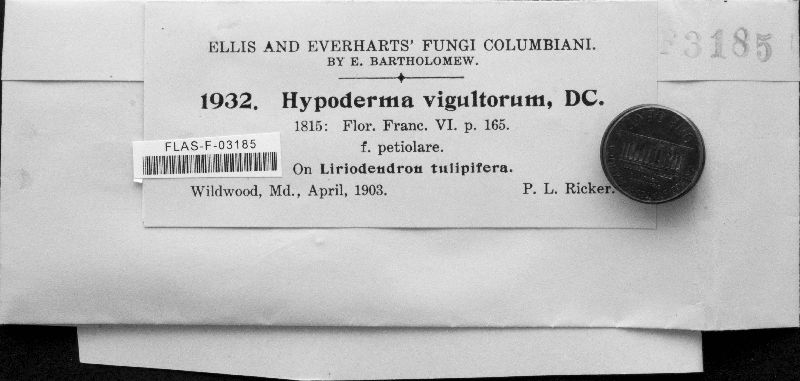 ELLIS AND EVERHARTS' FUNGI COLUMBIANI.
BY E. BARTHOLOMEW.
F3185
1932. Hypoderma vigultorum, DC.
1815: Flor. Franc. VI. p. 165.
f. petiolare.
FLAS-F-03185
On Liriodendron tulipifera.
Wildwood, Md., April, 1903. P. L. Ricker.